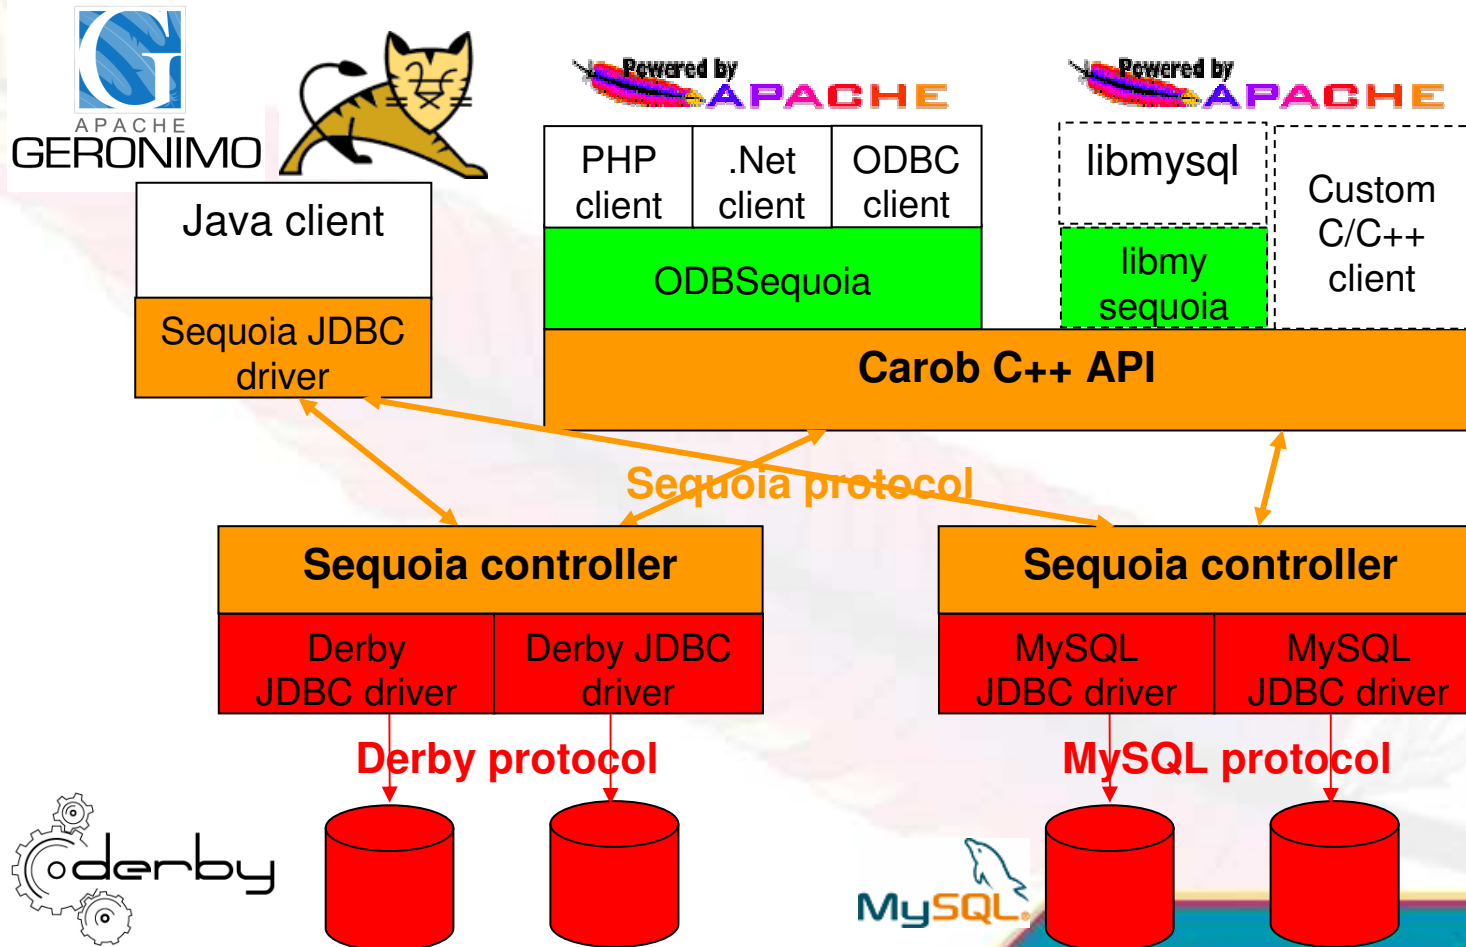 APACHE
GERONIMO
Powered by
APACHE
Powered by
APACHE
Java client
Sequoia JDBC
driver
PHP
client
.Net
client
ODBC
client
ODBSequoia
libmysql
libmy
sequoia
Custom
C/C++
client
Carob C++ API
Sequoia protocol
Sequoia controller
Derby
JDBC driver
Derby JDBC
driver
Sequoia controller
MySQL
JDBC driver
MySQL
JDBC driver
Derby protocol
MySQL protocol
derby
MySQL®